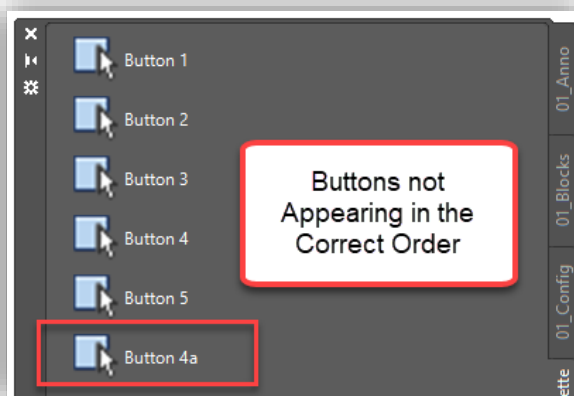 Button 1
Button 2
Button 3
Button 4
Button 5
Button 4a
Buttons not
Appearing in the
Correct Order
01_Anno
01_Blocks
01_Config
ette